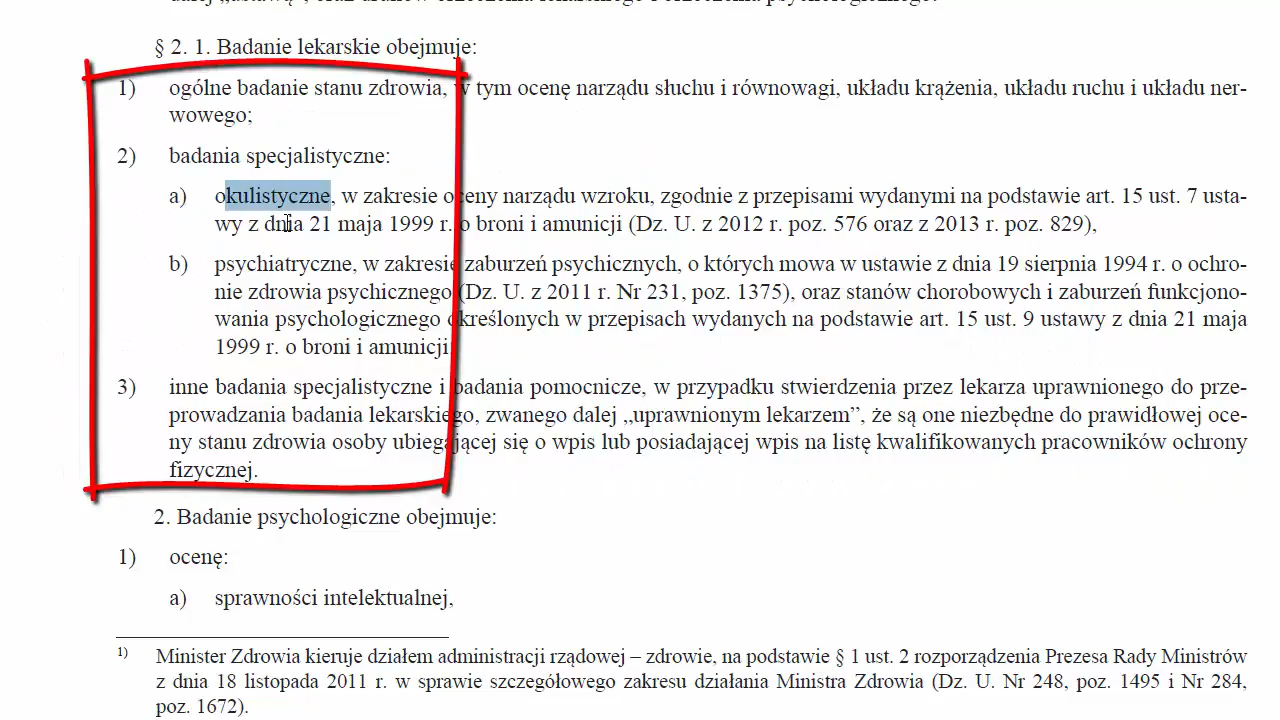 § 2. 1. Badanie lekarskie obejmuje:
1) ogólne badanie stanu zdrowia, w tym ocenę narządu słuchu i równowagi, układu krążenia, układu ruchu i układu ner-
wowego;
2) badania specjalistyczne:
a) okulistyczne, w zakresie oceny narządu wzroku, zgodnie z przepisami wydanymi na podstawie art. 15 ust. 7 usta-
wy z dnia 21 maja 1999 r. o broni i amunicji (Dz. U. z 2012 r. poz. 576 oraz z 2013 r. poz. 829),
b) psychiatryczne, w zakresie zaburzeń psychicznych, o których mowa w ustawie z dnia 19 sierpnia 1994 r. o ochro-
nie zdrowia psychicznego (Dz. U. z 2011 r. Nr 231, poz. 1375), oraz stanów chorobowych i zaburzeń funkcjono-
wania psychologicznego określonych w przepisach wydanych na podstawie art. 15 ust. 9 ustawy z dnia 21 maja
1999 r. o broni i amunicji;
3) inne badania specjalistyczne i badania pomocnicze, w przypadku stwierdzenia przez lekarza uprawnionego do prze-
prowadzania badania lekarskiego, zwanego dalej „uprawnionym lekarzem”, że są one niezbędne do prawidłowej oce-
ny stanu zdrowia osoby ubiegającej się o wpis lub posiadającej wpis na listę kwalifikowanych pracowników ochrony
fizycznej.
2. Badanie psychologiczne obejmuje:
1) ocenę:
a) sprawności intelektualnej,
1) Minister Zdrowia kieruje działem administracji rządowej – zdrowie, na podstawie § 1 ust. 2 rozporządzenia Prezesa Rady Ministrów
z dnia 18 listopada 2011 r. w sprawie szczegółowego zakresu działania Ministra Zdrowia (Dz. U. Nr 248, poz. 1495 i Nr 284,
poz. 1672).